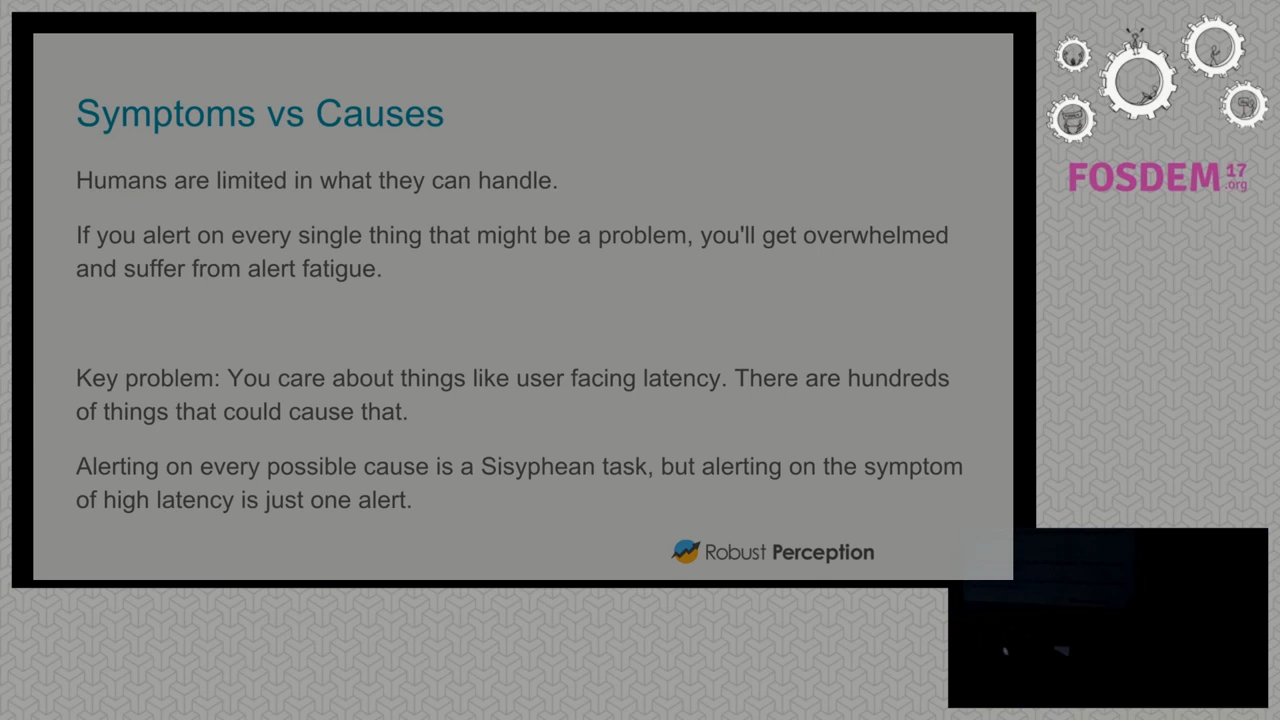 Symptoms vs Causes
Humans are limited in what they can handle.
If you alert on every single thing that might be a problem, you'll get overwhelmed
and suffer from alert fatigue.
Key problem: You care about things like user facing latency. There are hundreds
of things that could cause that.
Alerting on every possible cause is a Sisyphean task, but alerting on the symptom
of high latency is just one alert.
Robust Perception
FOSDEM 17
.org